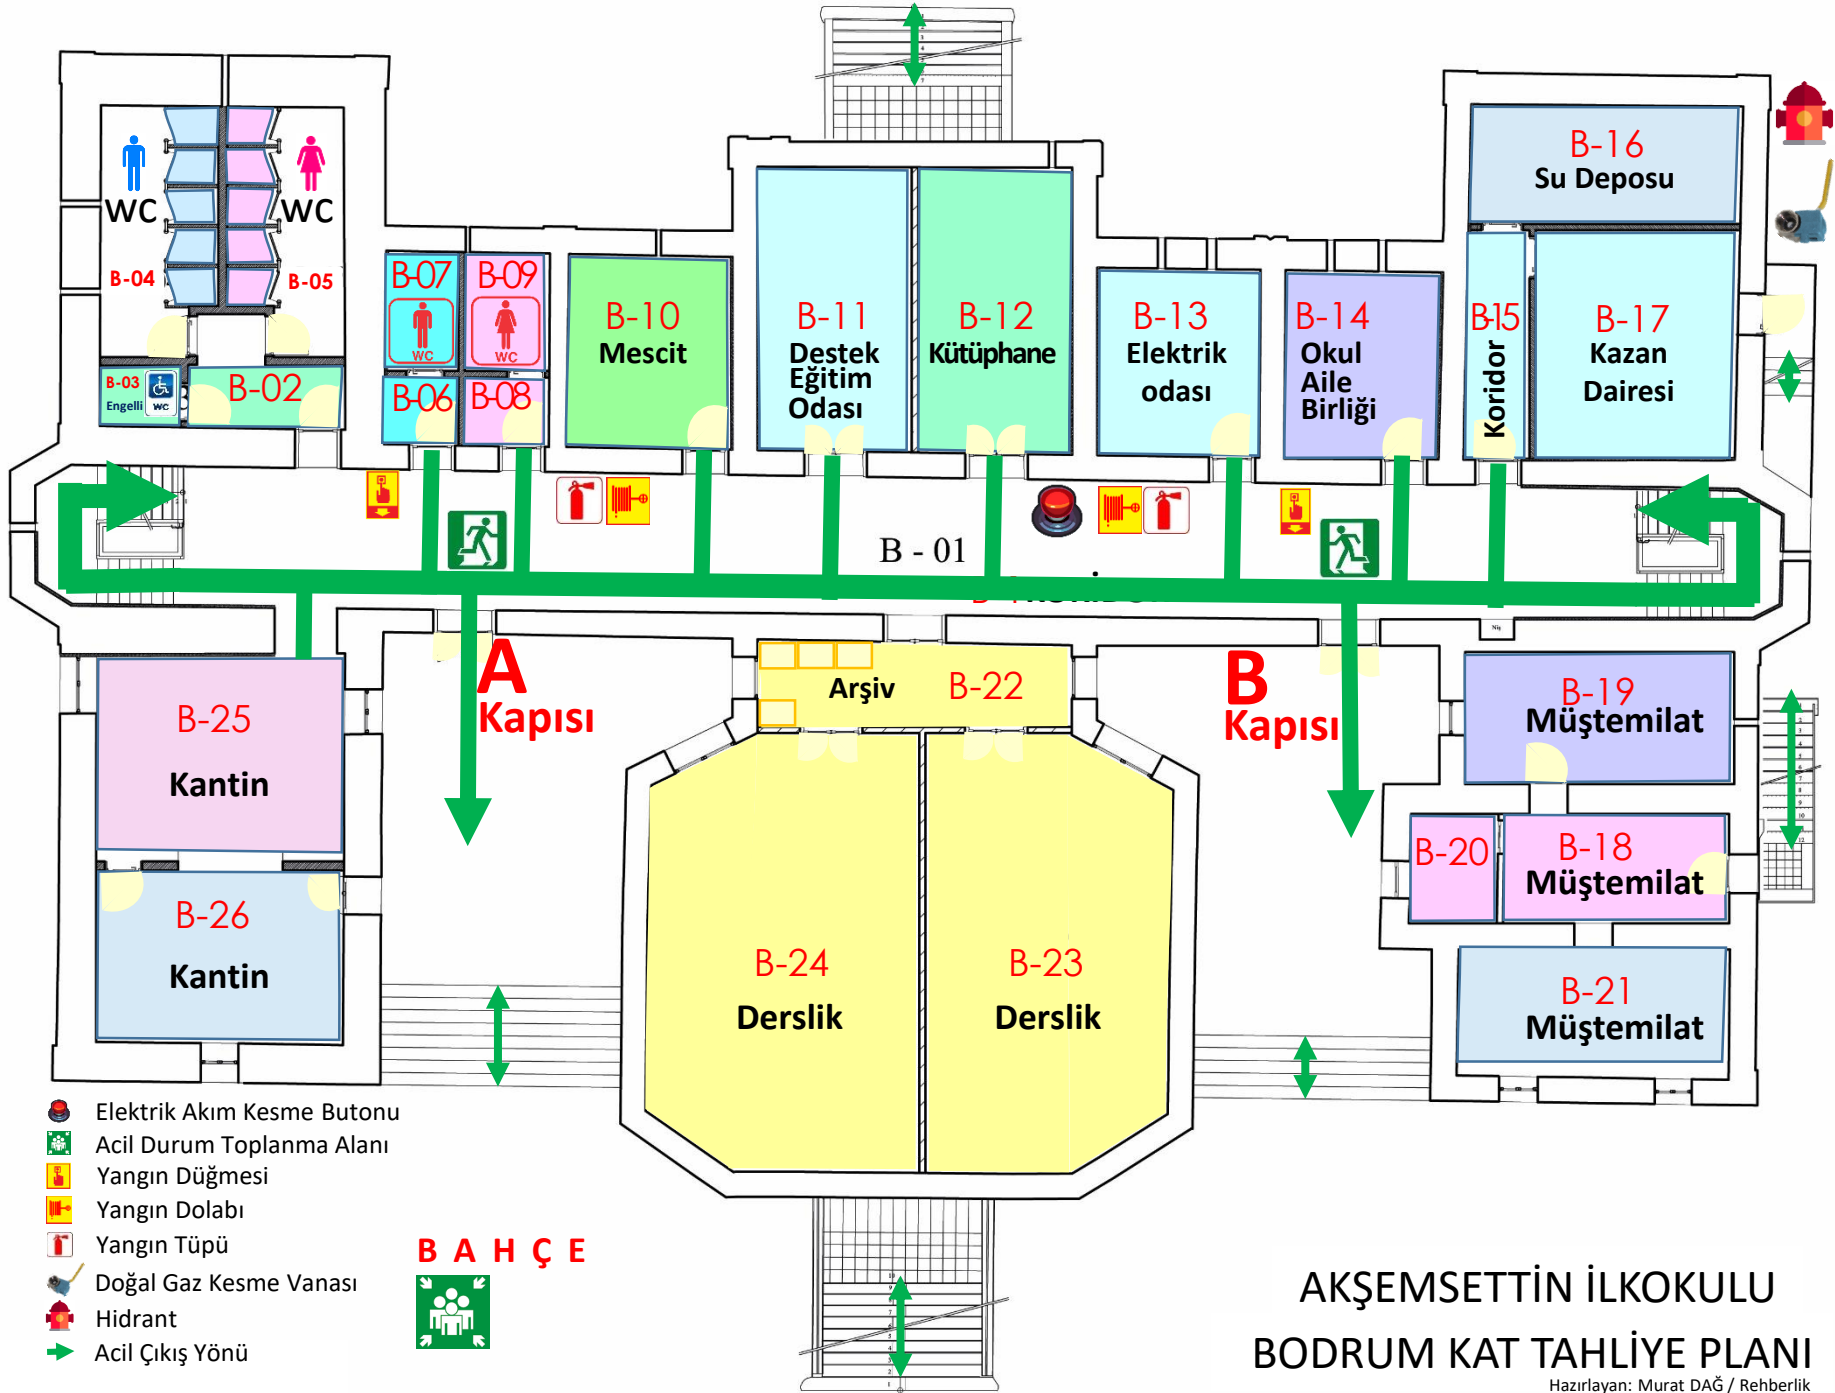 WC
WC
B-04
B-05
B-03
Engelli
WC
B-02
B-07
WC
B-09
WC
B-06
B-08
B-10
Mescit
B-11
Destek
Eğitim
Odası
B-12
Kütüphane
B-13
Elektrik
odası
B-14
Okul
Aile
Birliği
B-15
Koridor
B-16
Su Deposu
B-17
Kazan
Dairesi
B - 01
A
Kapısı
B
Kapısı
Niş
Arşiv
B-22
B-25
Kantin
B-26
Kantin
B-24
Derslik
B-23
Derslik
B-19
Müştemilat
B-20
B-18
Müştemilat
B-21
Müştemilat
Elektrik Akım Kesme Butonu
Acil Durum Toplanma Alanı
Yangın Düğmesi
Yangın Dolabı
Yangın Tüpü
Doğal Gaz Kesme Vanası
Hidrant
Acil Çıkış Yönü
B A H Ç E
AKŞEMSETTİN İLKOKULU
BODRUM KAT TAHLİYE PLANI
Hazırlayan: Murat DAĞ / Rehberlik